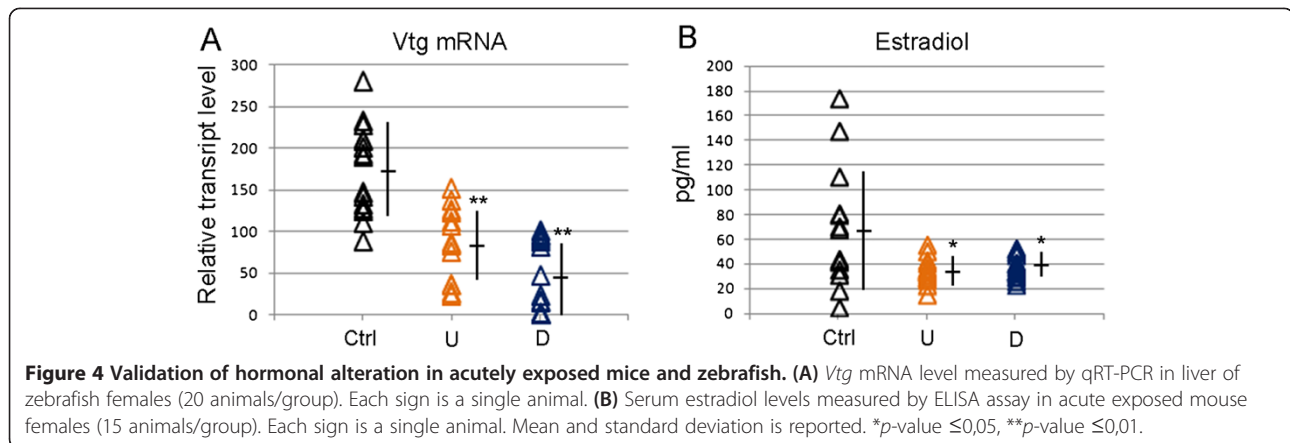 A
Vtg mRNA
Relative transcript level
300
250
200
150
100
50
0
**
**
Ctrl
U
D
B
Estradiol
pg/ml
200
180
160
140
120
100
80
60
40
20
0
*
*
Ctrl
U
D
Figure 4 Validation of hormonal alteration in acutely exposed mice and zebrafish. (A) Vtg mRNA level measured by qRT-PCR in liver of
zebrafish females (20 animals/group). Each sign is a single animal. (B) Serum estradiol levels measured by ELISA assay in acute exposed mouse
females (15 animals/group). Each sign is a single animal. Mean and standard deviation is reported. *p-value ≤0,05, **p-value ≤0,01.